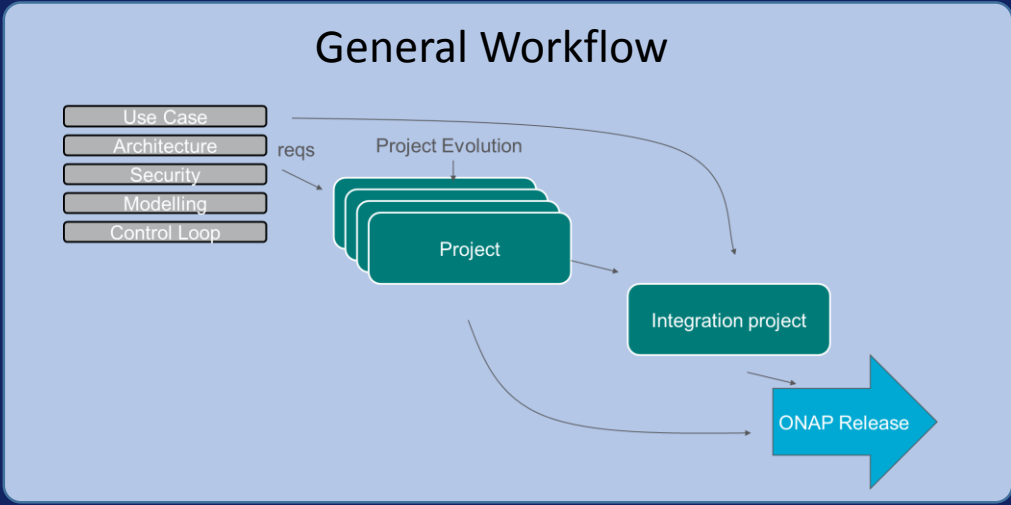 General Workflow
Use Case
Architecture
Security
Modelling
Control Loop
reqs
Project Evolution
Project
Integration project
ONAP Release